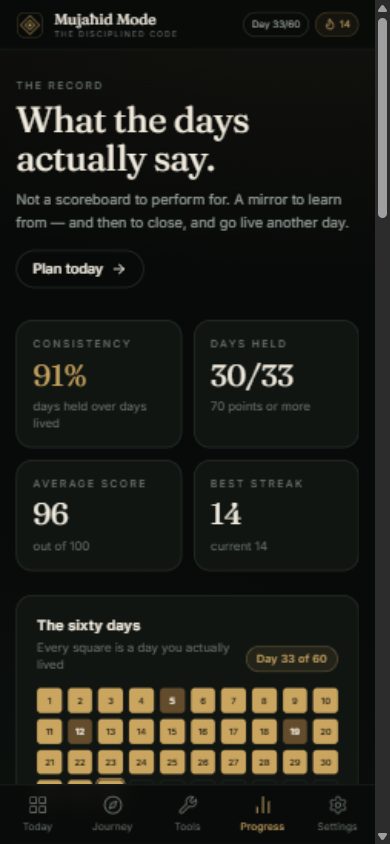 Mujahid Mode
THE DISCIPLINED CODE
Day 33/60
14
THE RECORD
What the days
actually say.
Not a scoreboard to perform for. A mirror to learn
from — and then to close, and go live another day.
Plan today →
CONSISTENCY
91%
days held over days
lived
DAYS HELD
30/33
70 points or more
AVERAGE SCORE
96
out of 100
BEST STREAK
14
current 14
The sixty days
Every square is a day you actually
lived
Day 33 of 60
1 2 3 4 5 6 7 8 9 10
11 12 13 14 15 16 17 18 19 20
21 22 23 24 25 26 27 28 29 30
Today Journey Tools Progress Settings